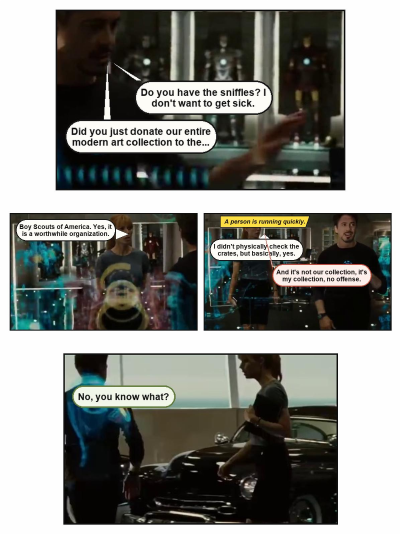 Do you have the sniffles? I
don't want to get sick.
Did you just donate our entire
modern art collection to the...
Boy Scouts of America. Yes, it
is a worthwhile organization.
A person is running quickly.
I didn't physically check the
crates, but basically, yes.
And it's not our collection, it's
my collection, no offense.
No, you know what?